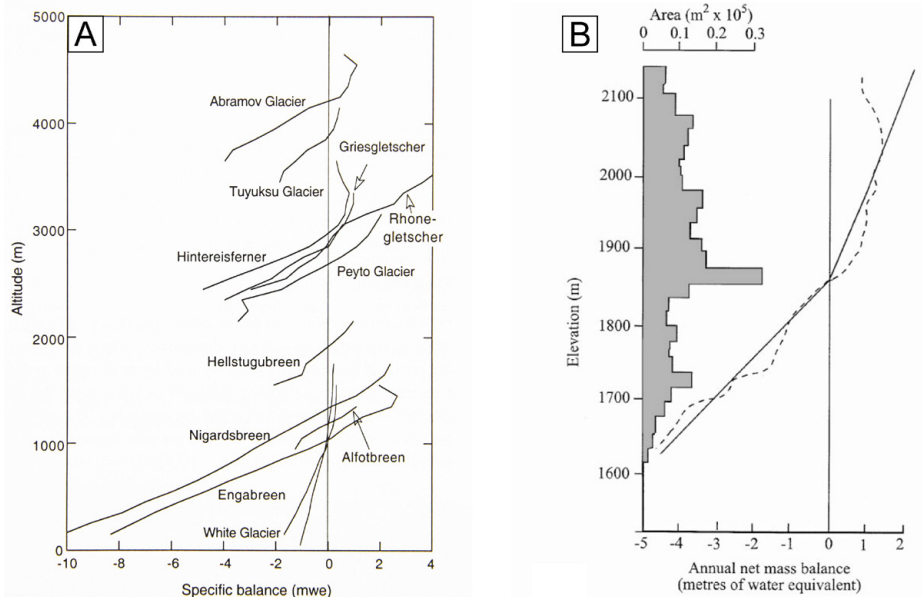 A
5000
4000
3000
2000
1000
0
Altitude (m)
Abramov Glacier
Griesgletscher
Tuyuksu Glacier
Rhone-
gletscher
Hintereisferner
Peyto Glacier
Hellstugubreen
Nigardsbreen
Alfotbreen
Engabreen
White Glacier
-10 -8 -6 -4 -2 0 2 4
Specific balance (mwe)
B
Area (m² x 10⁵)
0 0.1 0.2 0.3
2100
2000
1900
1800
1700
1600
Elevation (m)
-5 -4 -3 -2 -1 0 1 2
Annual net mass balance
(metres of water equivalent)